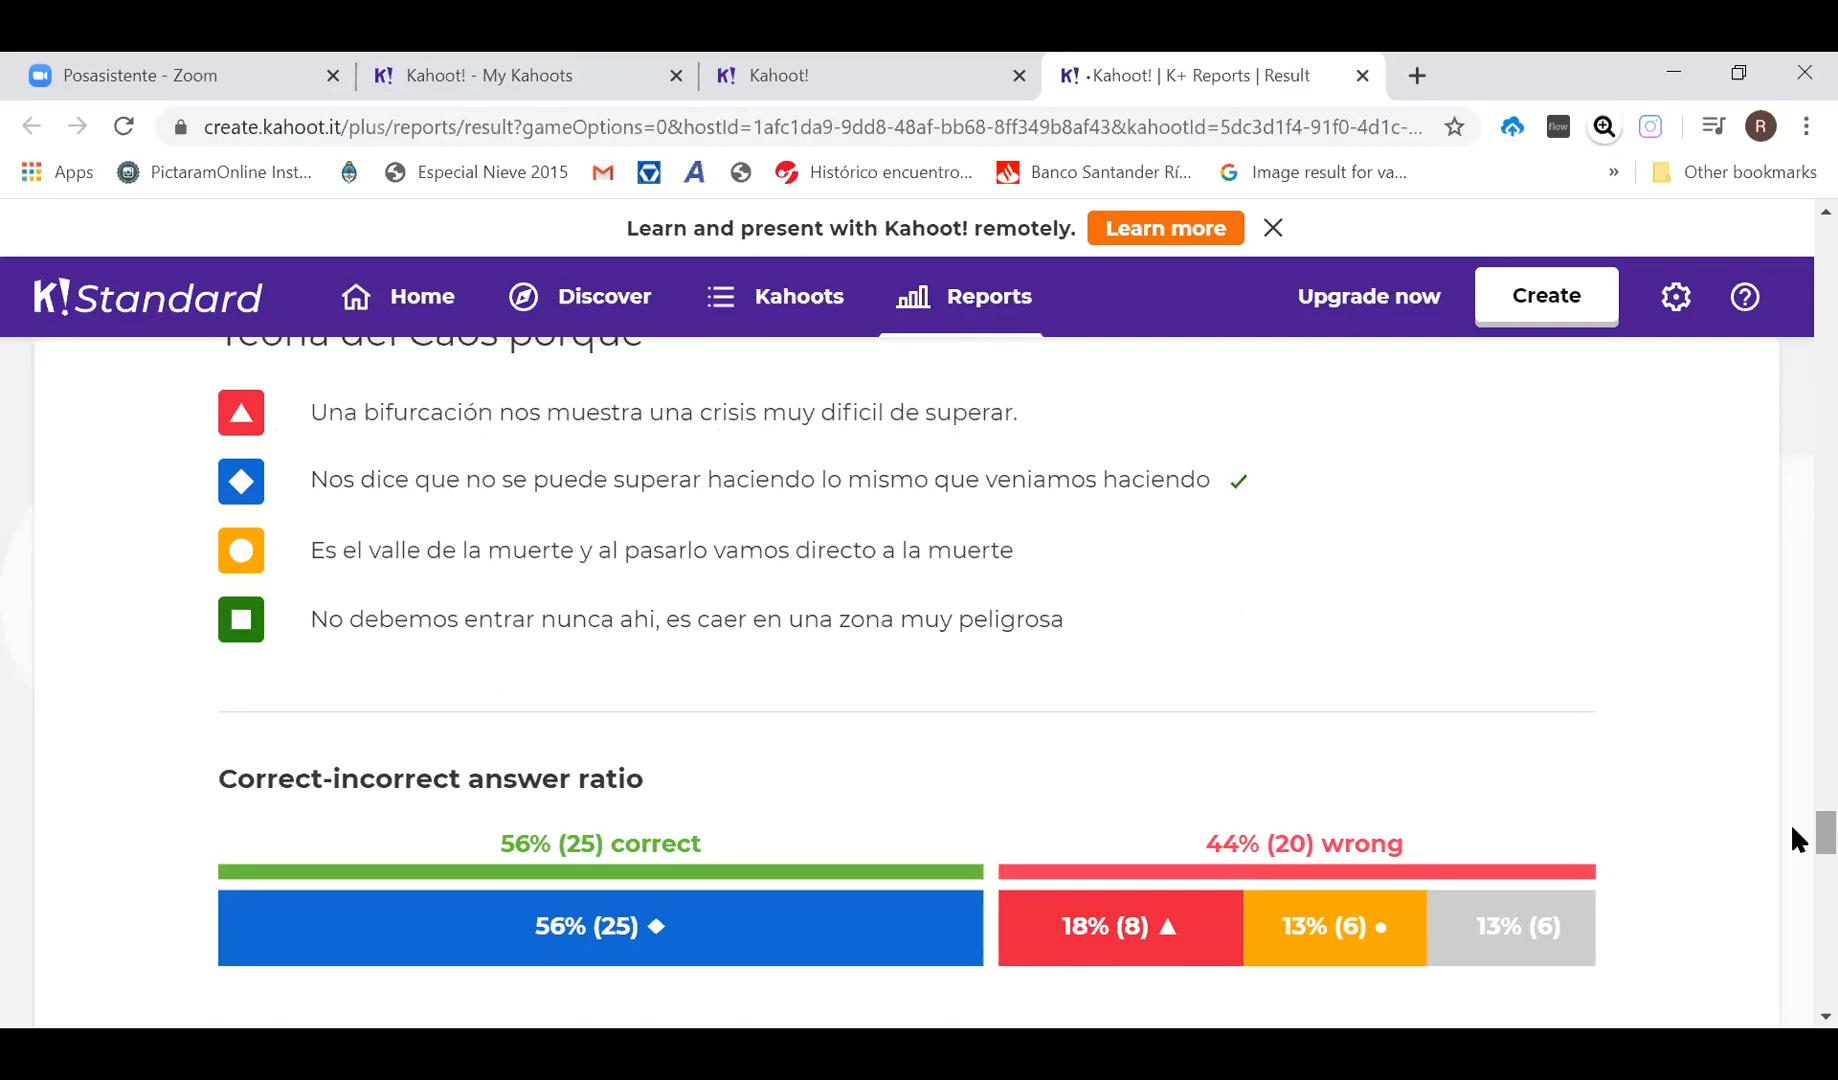 Posasistente - Zoom
Kahoot! - My Kahoots
Kahoot!
•Kahoot! | K+ Reports | Result
create.kahoot.it/plus/reports/result?gameOptions=0&hostId=1afc1da9-9dd8-48af-bb68-8ff349b8af43&kahootId=5dc3d1f4-91f0-4d1c-...
flow
R
Apps
PictaramOnline Inst...
Especial Nieve 2015
Histórico encuentro...
Banco Santander Rí...
Image result for va...
»
Other bookmarks
Learn and present with Kahoot! remotely.
Learn more
K! Standard
Home
Discover
Kahoots
Reports
Upgrade now
Create
Teoría del Caos porque
Una bifurcación nos muestra una crisis muy dificil de superar.
Nos dice que no se puede superar haciendo lo mismo que veniamos haciendo
Es el valle de la muerte y al pasarlo vamos directo a la muerte
No debemos entrar nunca ahi, es caer en una zona muy peligrosa
Correct-incorrect answer ratio
56% (25) correct
44% (20) wrong
56% (25)
18% (8)
13% (6)
13% (6)